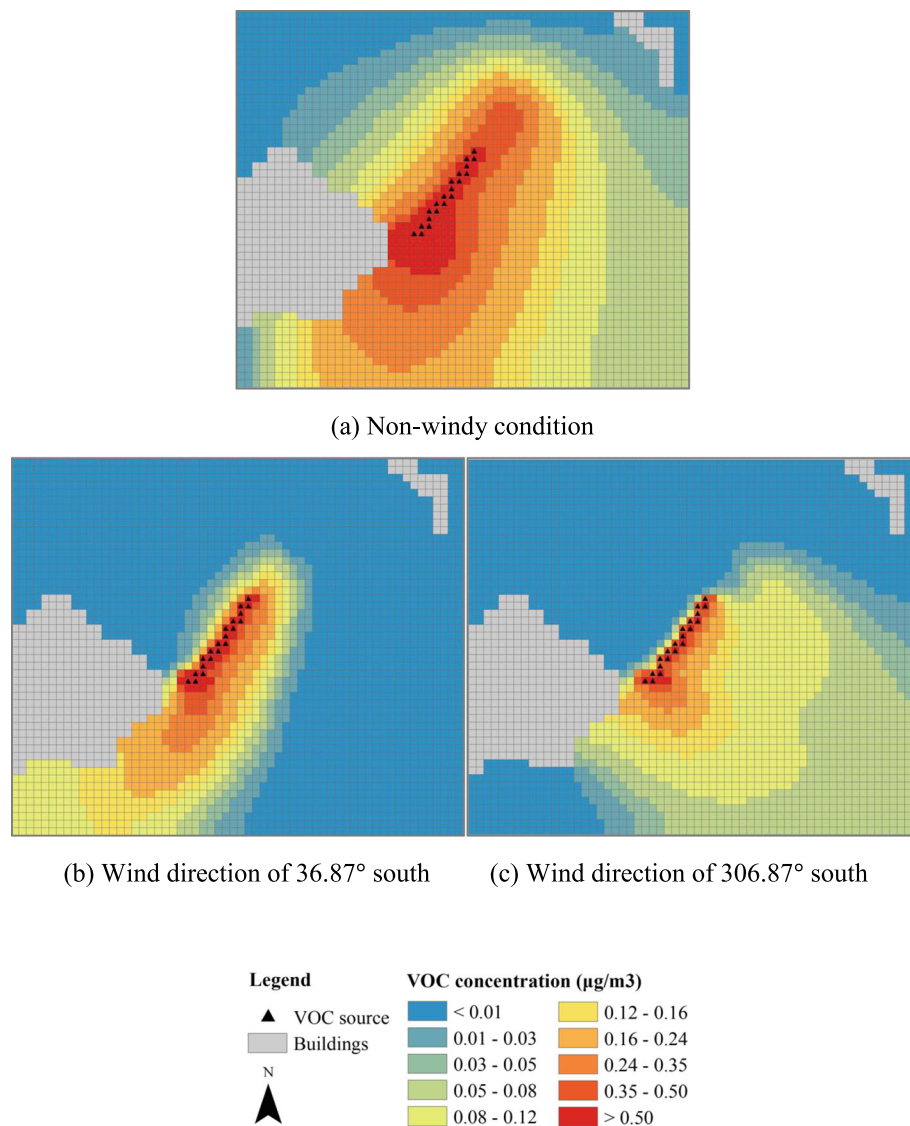 (a) Non-windy condition
(b) Wind direction of 36.87° south
(c) Wind direction of 306.87° south
Legend
VOC source
Buildings
N
VOC concentration (µg/m3)
< 0.01
0.01 - 0.03
0.03 - 0.05
0.05 - 0.08
0.08 - 0.12
0.12 - 0.16
0.16 - 0.24
0.24 - 0.35
0.35 - 0.50
> 0.50